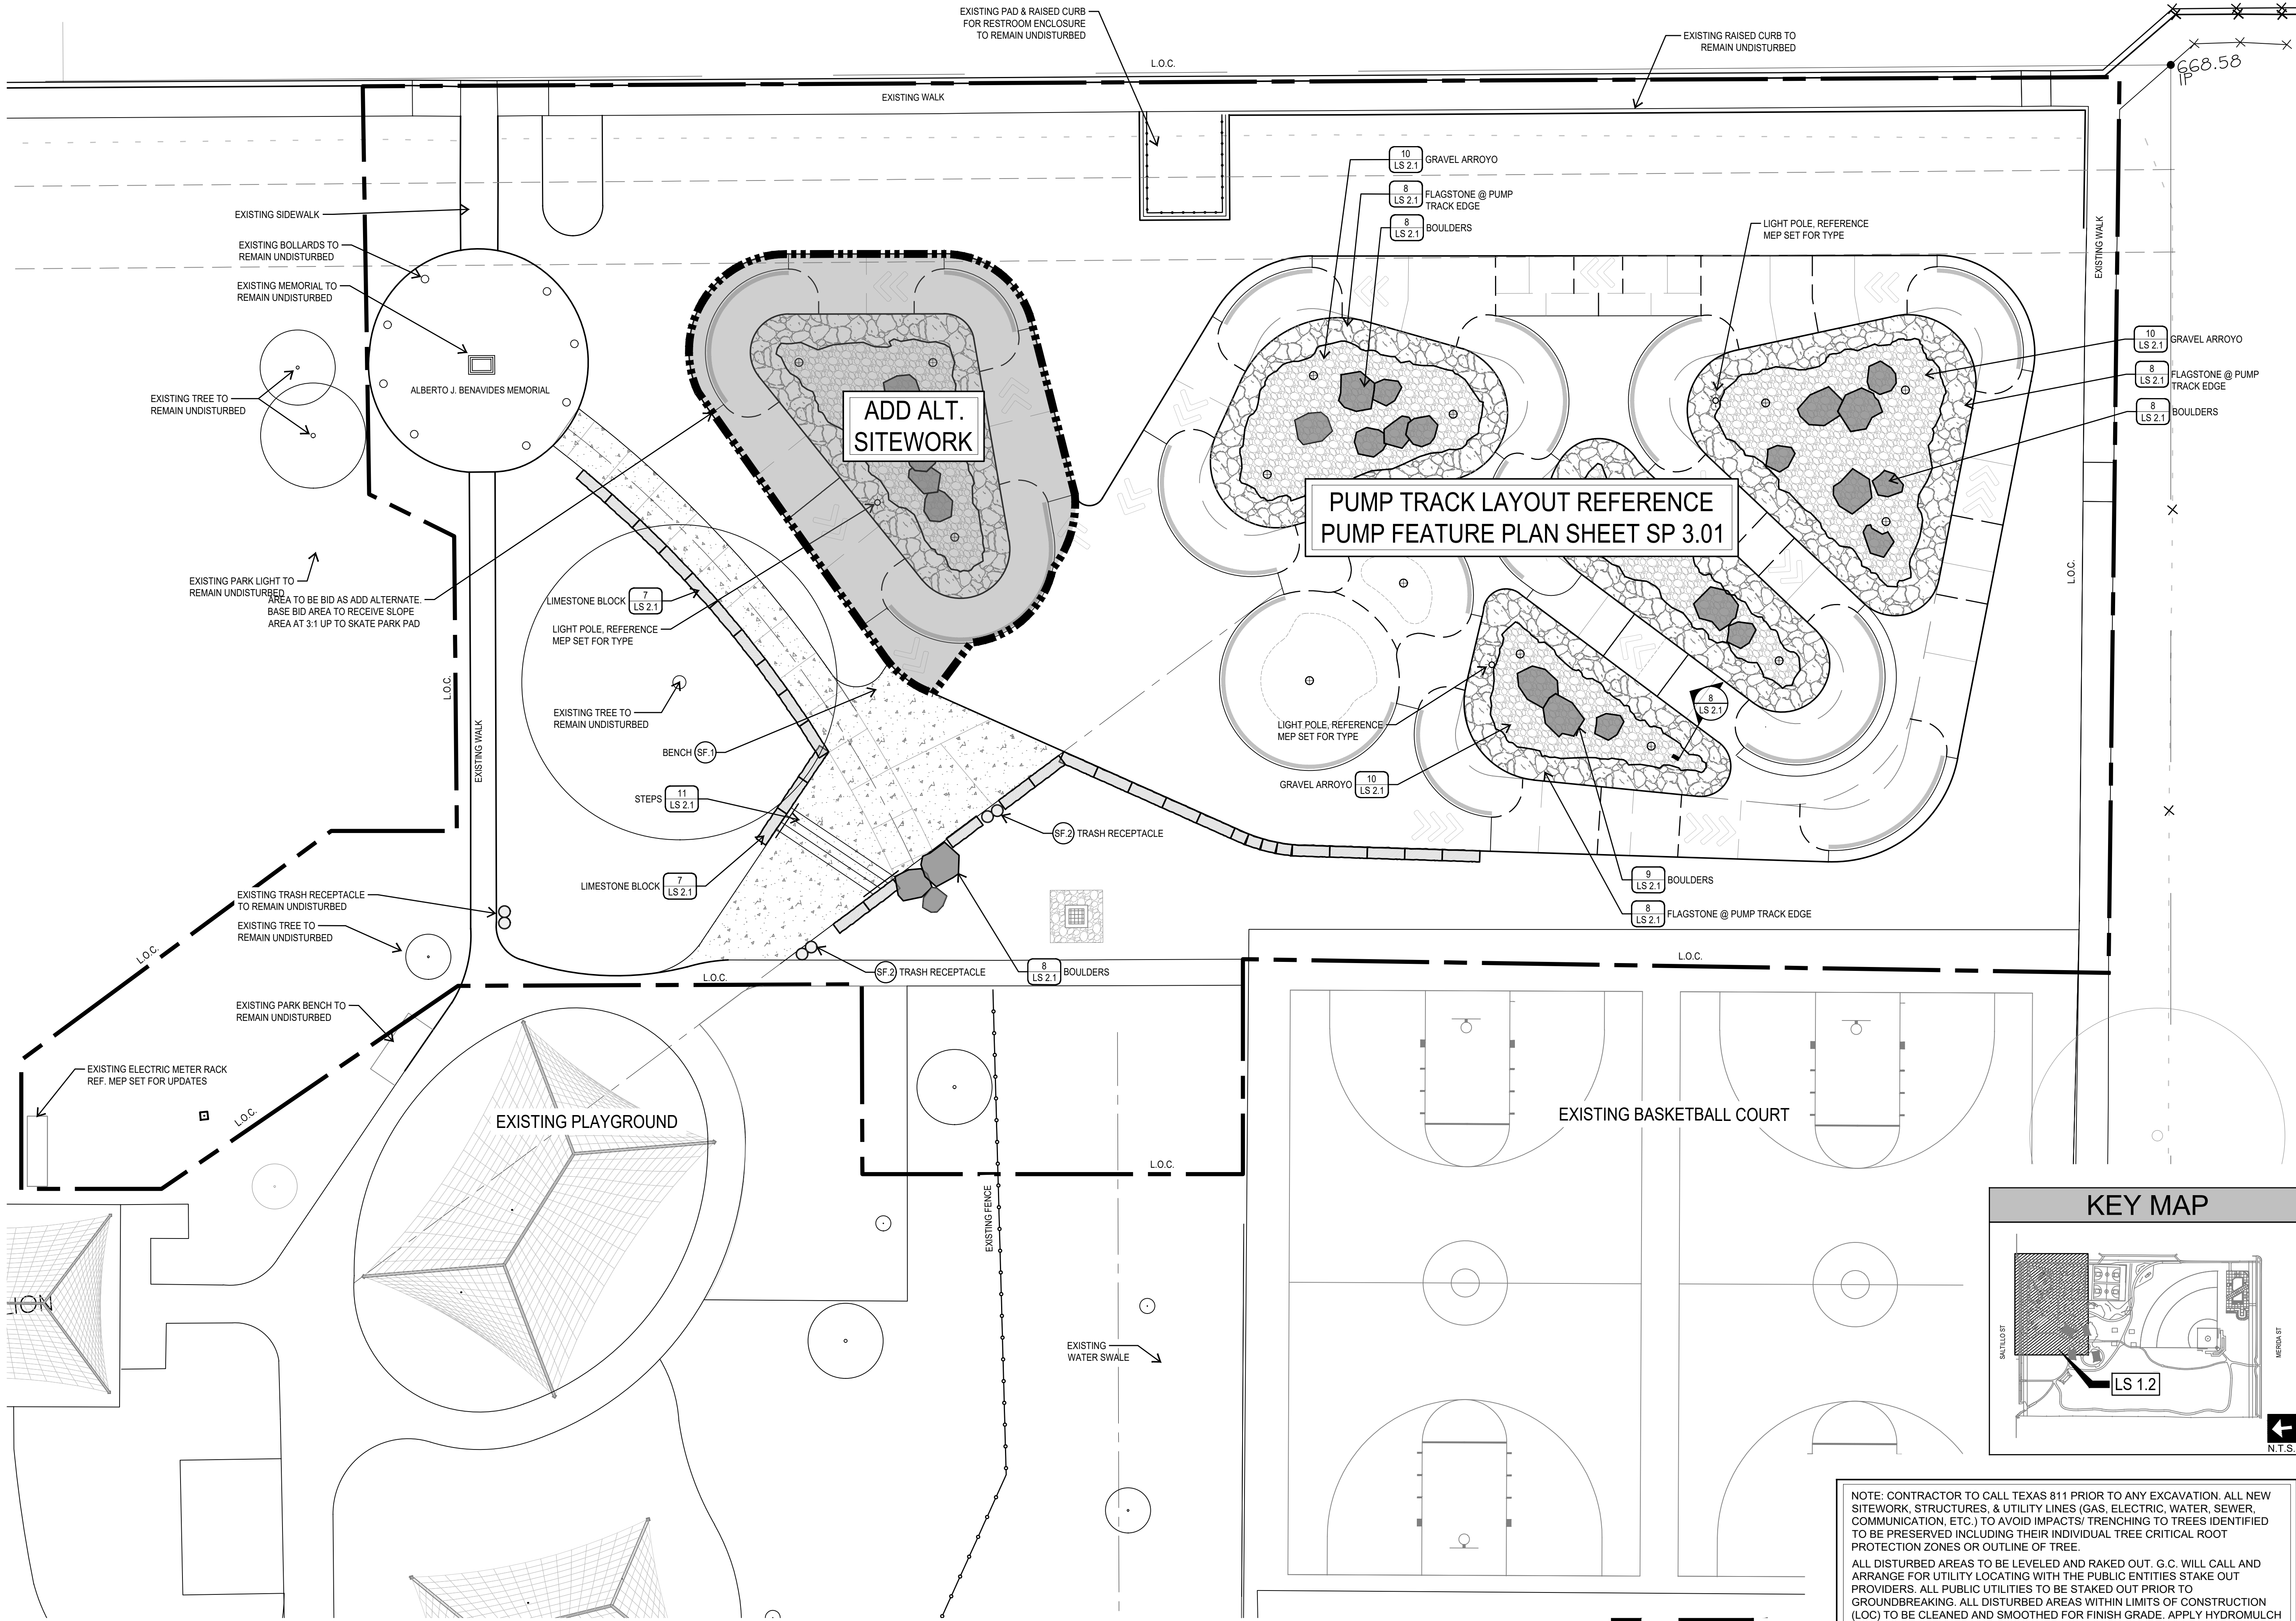 EXISTING PAD & RAISED CURB
FOR RESTROOM ENCLOSURE
TO REMAIN UNDISTURBED
EXISTING RAISED CURB TO
REMAIN UNDISTURBED
L.O.C.
668.58
IP
EXISTING WALK
10
LS 2.1
GRAVEL ARROYO
8
LS 2.1
FLAGSTONE @ PUMP
TRACK EDGE
8
LS 2.1
BOULDERS
EXISTING SIDEWALK
EXISTING BOLLARDS TO
REMAIN UNDISTURBED
EXISTING MEMORIAL TO
REMAIN UNDISTURBED
LIGHT POLE, REFERENCE
MEP SET FOR TYPE
EXISTING WALK
10
LS 2.1
GRAVEL ARROYO
8
LS 2.1
FLAGSTONE @ PUMP
TRACK EDGE
8
LS 2.1
BOULDERS
ALBERTO J. BENAVIDES MEMORIAL
EXISTING TREE TO
REMAIN UNDISTURBED
ADD ALT.
SITEWORK
PUMP TRACK LAYOUT REFERENCE
PUMP FEATURE PLAN SHEET SP 3.01
EXISTING PARK LIGHT TO
REMAIN UNDISTURBED
AREA TO BE BID AS ADD ALTERNATE.
BASE BID AREA TO RECEIVE SLOPE
AREA AT 3:1 UP TO SKATE PARK PAD
L.O.C.
LIMESTONE BLOCK
7
LS 2.1
LIGHT POLE, REFERENCE
MEP SET FOR TYPE
L.O.C.
EXISTING WALK
EXISTING TREE TO
REMAIN UNDISTURBED
8
LS 2.1
LIGHT POLE, REFERENCE
MEP SET FOR TYPE
BENCH
SF.1
GRAVEL ARROYO
10
LS 2.1
STEPS
11
LS 2.1
SF.2
TRASH RECEPTACLE
LIMESTONE BLOCK
7
LS 2.1
9
LS 2.1
BOULDERS
8
LS 2.1
FLAGSTONE @ PUMP TRACK EDGE
EXISTING TRASH RECEPTACLE
TO REMAIN UNDISTURBED
EXISTING TREE TO
REMAIN UNDISTURBED
L.O.C.
L.O.C.
SF.2
TRASH RECEPTACLE
8
LS 2.1
BOULDERS
L.O.C.
EXISTING PARK BENCH TO
REMAIN UNDISTURBED
EXISTING ELECTRIC METER RACK
REF. MEP SET FOR UPDATES
L.O.C.
EXISTING PLAYGROUND
EXISTING BASKETBALL COURT
L.O.C.
EXISTING FENCE
KEY MAP
SALTILLO ST
MERIDA ST
LS 1.2
N.T.S.
LION
EXISTING
WATER SWALE
NOTE: CONTRACTOR TO CALL TEXAS 811 PRIOR TO ANY EXCAVATION. ALL NEW
SITEWORK, STRUCTURES, & UTILITY LINES (GAS, ELECTRIC, WATER, SEWER,
COMMUNICATION, ETC.) TO AVOID IMPACTS/ TRENCHING TO TREES IDENTIFIED
TO BE PRESERVED INCLUDING THEIR INDIVIDUAL TREE CRITICAL ROOT
PROTECTION ZONES OR OUTLINE OF TREE.
ALL DISTURBED AREAS TO BE LEVELED AND RAKED OUT. G.C. WILL CALL AND
ARRANGE FOR UTILITY LOCATING WITH THE PUBLIC ENTITIES STAKE OUT
PROVIDERS. ALL PUBLIC UTILITIES TO BE STAKED OUT PRIOR TO
GROUNDBREAKING. ALL DISTURBED AREAS WITHIN LIMITS OF CONSTRUCTION
(LOC) TO BE CLEANED AND SMOOTHED FOR FINISH GRADE. APPLY HYDROMULCH